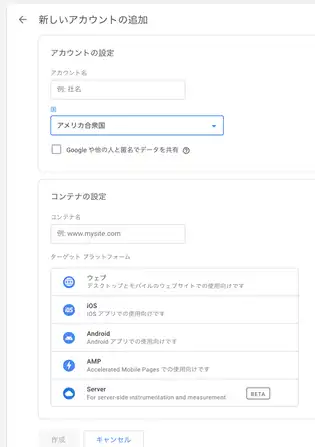 新しいアカウントの追加
アカウントの設定
アカウント名
例: 社名
国
アメリカ合衆国
Google や他の人と匿名でデータを共有
コンテナの設定
コンテナ名
例: www.mysite.com
ターゲット プラットフォーム
ウェブ
デスクトップとモバイルのウェブサイトでの使用向けです
iOS
iOS アプリでの使用向けです
Android
Android アプリでの使用向けです
AMP
Accelerated Mobile Pages での使用向けです
Server
For server-side instrumentation and measurement
BETA
作成
キャンセル